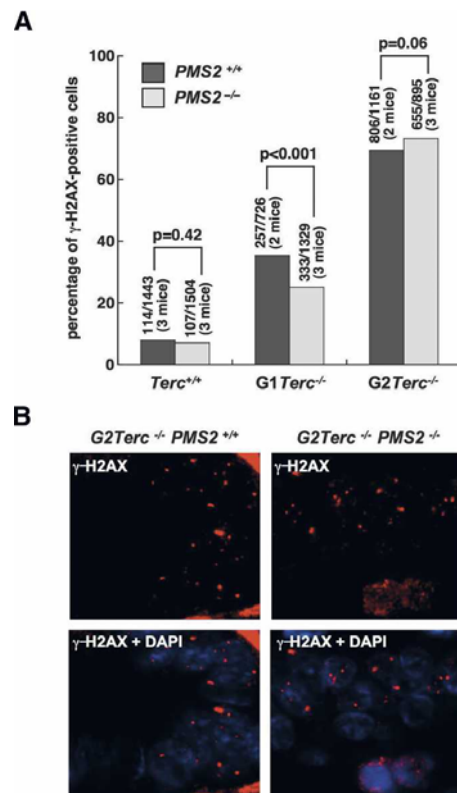 A
percentage of γ-H2AX-positive cells
100
80
60
40
20
0
PMS2 +/+
PMS2 –/–
p=0.42
114/1443
(3 mice)
107/1504
(3 mice)
p<0.001
257/726
(2 mice)
333/1329
(3 mice)
p=0.06
806/1161
(2 mice)
655/895
(3 mice)
Terc+/+
G1Terc-/-
G2Terc-/-
B
G2Terc -/- PMS2 +/+
G2Terc -/- PMS2 -/-
γ-H2AX
γ-H2AX
γ-H2AX + DAPI
γ-H2AX + DAPI